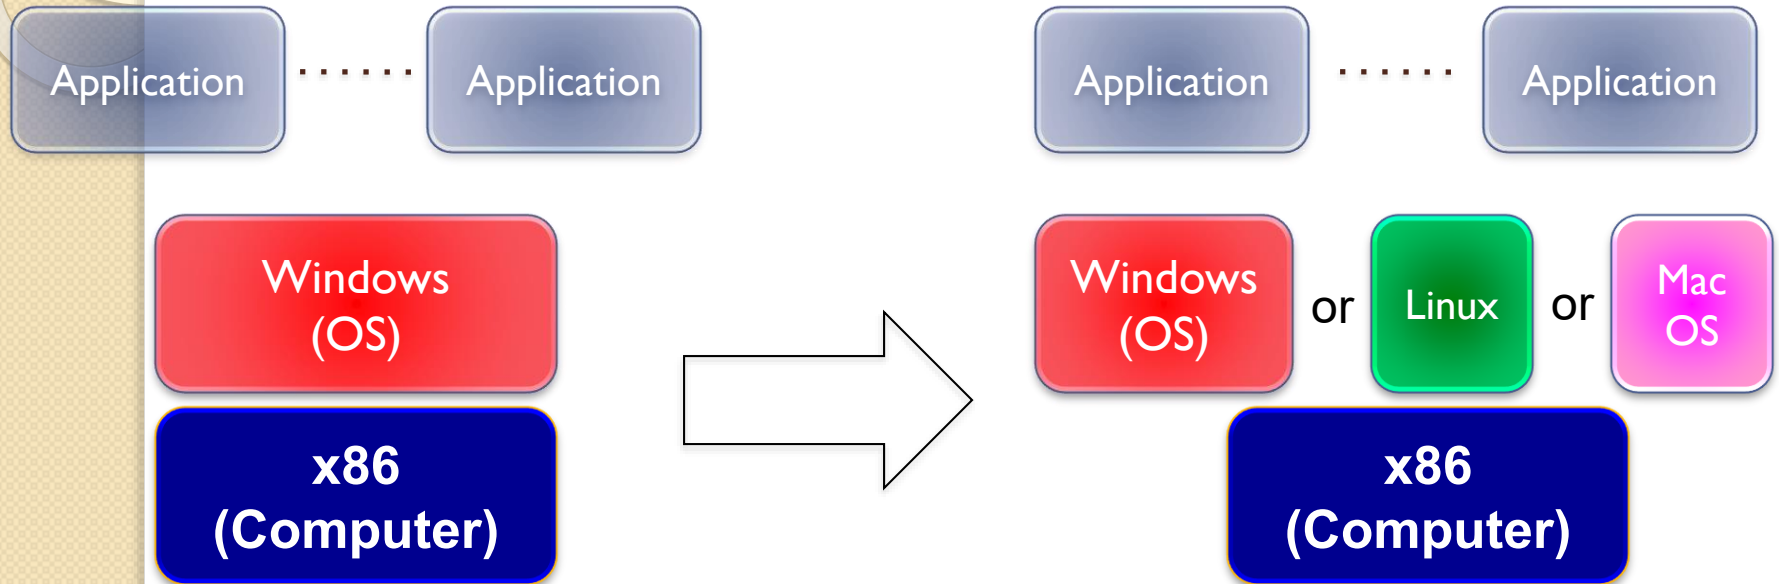 Application ...... Application
Application ...... Application
Windows
(OS)
x86
(Computer)
Windows
(OS)
or
Linux
or
Mac
OS
x86
(Computer)